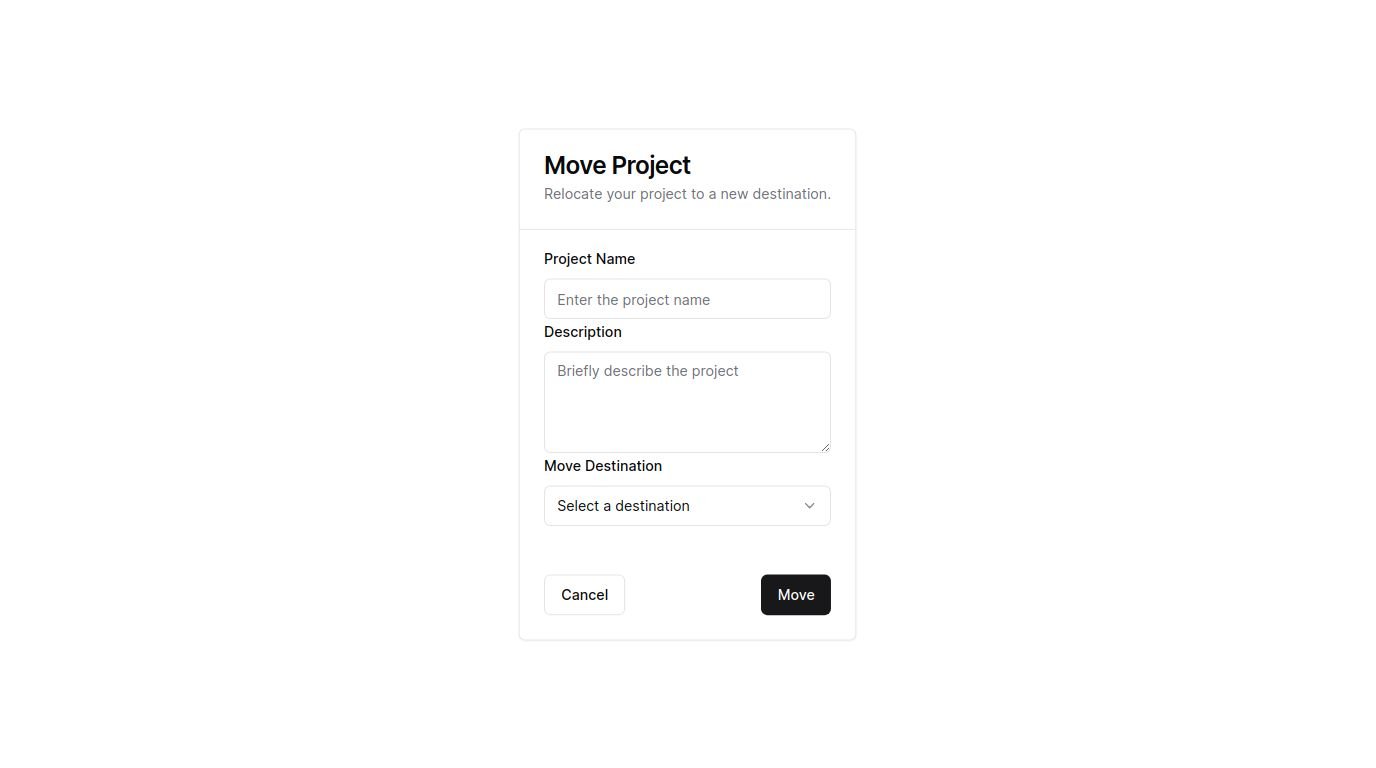 Move Project
Relocate your project to a new destination.
Project Name
Enter the project name
Description
Briefly describe the project
Move Destination
Select a destination
Cancel
Move